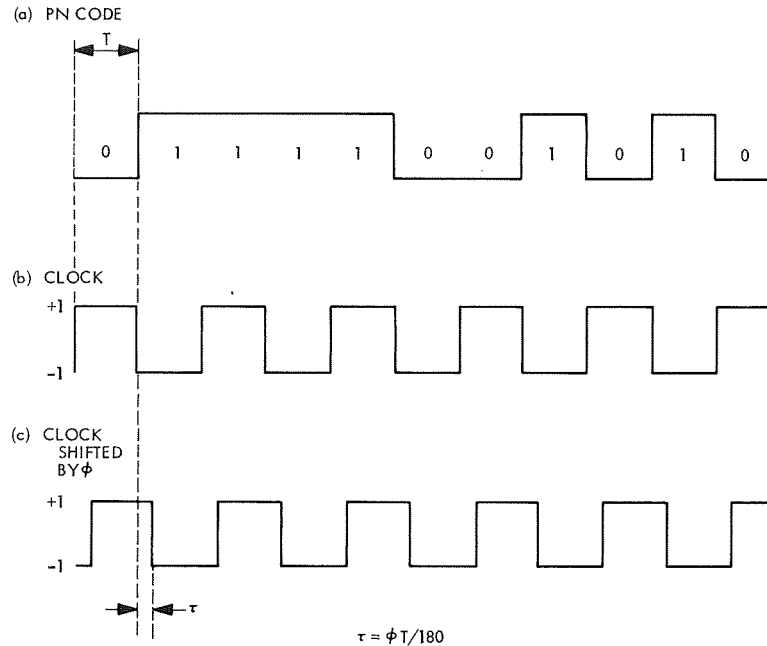 (a) PN CODE
T
0 1 1 1 1 0 0 1 0 1 0
(b) CLOCK
+1
-1
(c) CLOCK
SHIFTED
BY ϕ
+1
-1
τ
τ = ϕ T/180